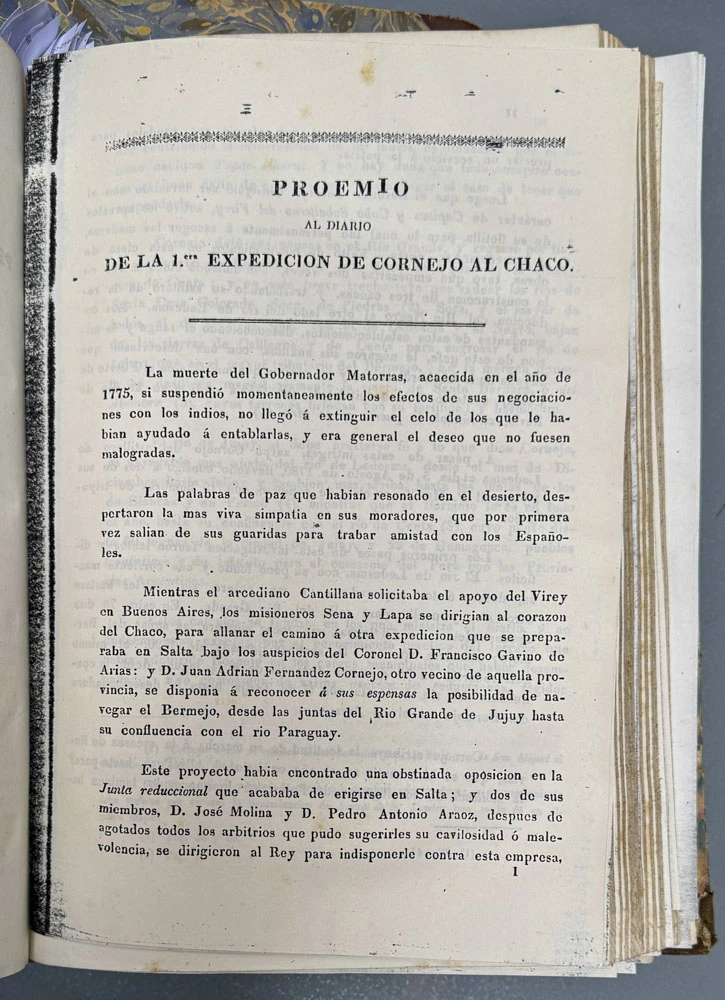 PROEMIO
AL DIARIO
DE LA 1.era EXPEDICION DE CORNEJO AL CHACO.
La muerte del Gobernador Matorras, acaecida en el año de
1775, si suspendió momentaneamente los efectos de sus negociacio-
nes con los indios, no llegó á extinguir el celo de los que le ha-
bian ayudado á entablarlas, y era general el deseo que no fuesen
malogradas.
Las palabras de paz que habian resonado en el desierto, des-
pertaron la mas viva simpatia en sus moradores, que por primera
vez salian de sus guaridas para trabar amistad con los Españo-
les.
Mientras el arcediano Cantillana solicitaba el apoyo del Virey
en Buenos Aires, los misioneros Sena y Lapa se dirigian al corazon
del Chaco, para allanar el camino á otra expedicion que se prepa-
raba en Salta bajo los auspicios del Coronel D. Francisco Gavino de
Arias: y D. Juan Adrian Fernandez Cornejo, otro vecino de aquella pro-
vincia, se disponia á reconocer á sus espensas la posibilidad de na-
vegar el Bermejo, desde las juntas del Rio Grande de Jujuy hasta
su confluencia con el rio Paraguay.
Este proyecto habia encontrado una obstinada oposicion en la
Junta reduccional que acababa de erigirse en Salta; y dos de sus
miembros, D. José Molina y D. Pedro Antonio Araoz, despues de
agotados todos los arbitrios que pudo sugerirles su cavilosidad ó male-
volencia, se dirigieron al Rey para indisponerle contra esta empresa,
I